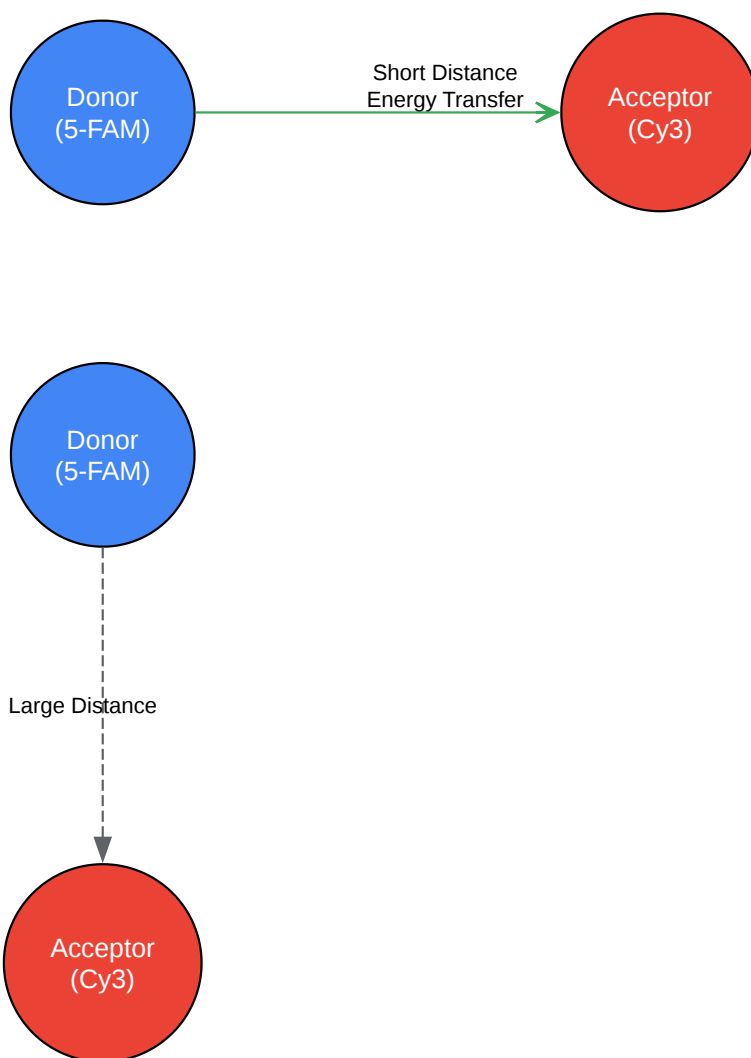 Donor
(5-FAM)
Short Distance
Energy Transfer
Acceptor
(Cy3)
Donor
(5-FAM)
Large Distance
Acceptor
(Cy3)